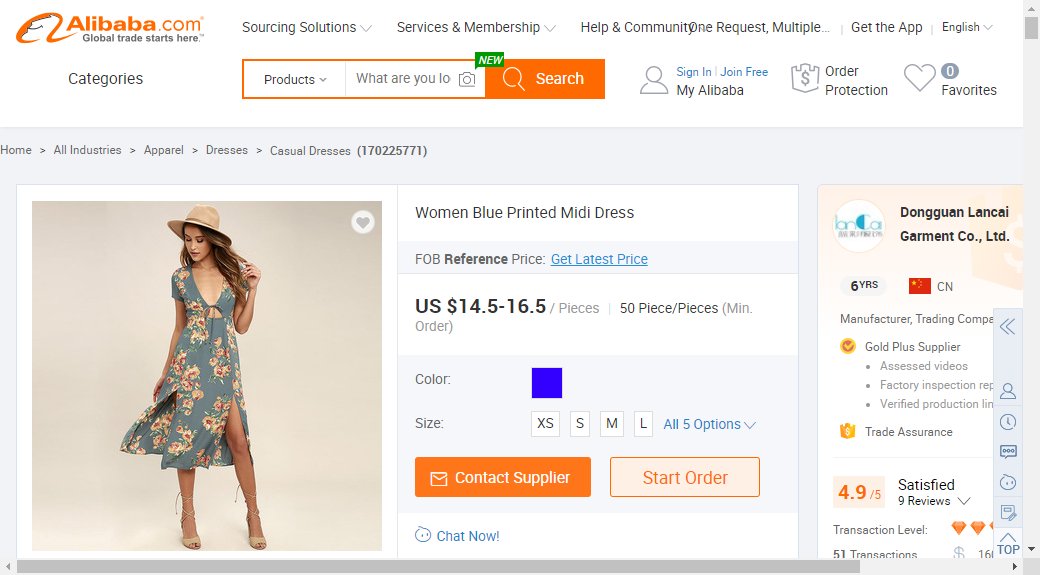 Alibaba.com
Global trade starts here.™
Sourcing Solutions
Services & Membership
Help & Community
One Request, Multiple...
Get the App
English
Categories
Products
What are you lo
NEW
Search
Sign In | Join Free
My Alibaba
Order
Protection
0
Favorites
Home > All Industries > Apparel > Dresses > Casual Dresses (170225771)
Women Blue Printed Midi Dress
FOB Reference Price: Get Latest Price
US $14.5-16.5 / Pieces | 50 Piece/Pieces (Min.
Order)
Color:
Size:
XS
S
M
L
All 5 Options
Contact Supplier
Start Order
Chat Now!
Dongguan Lancai
Garment Co., Ltd.
6YRS
CN
Manufacturer, Trading Compa
Gold Plus Supplier
Assessed videos
Factory inspection rep
Verified production lin
Trade Assurance
4.9/5
Satisfied
9 Reviews
Transaction Level:
51 Transactions
$
160
TOP